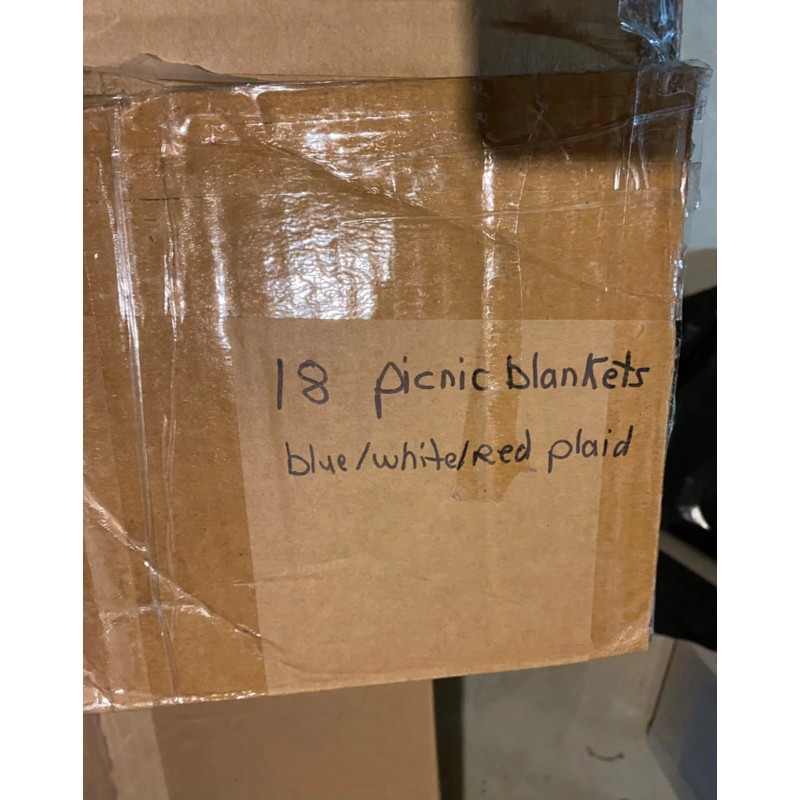 18 picnic blankets
blue/white/Red plaid